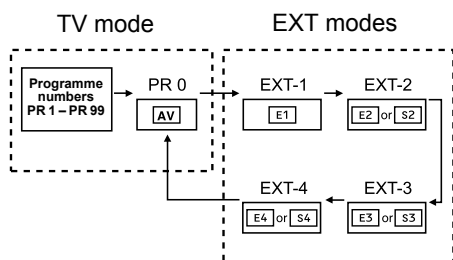 TV mode
EXT modes
Programme
numbers
PR 1 – PR 99
PR 0
AV
EXT-1
E1
EXT-2
E2 or S2
EXT-4
E4 or S4
EXT-3
E3 or S3